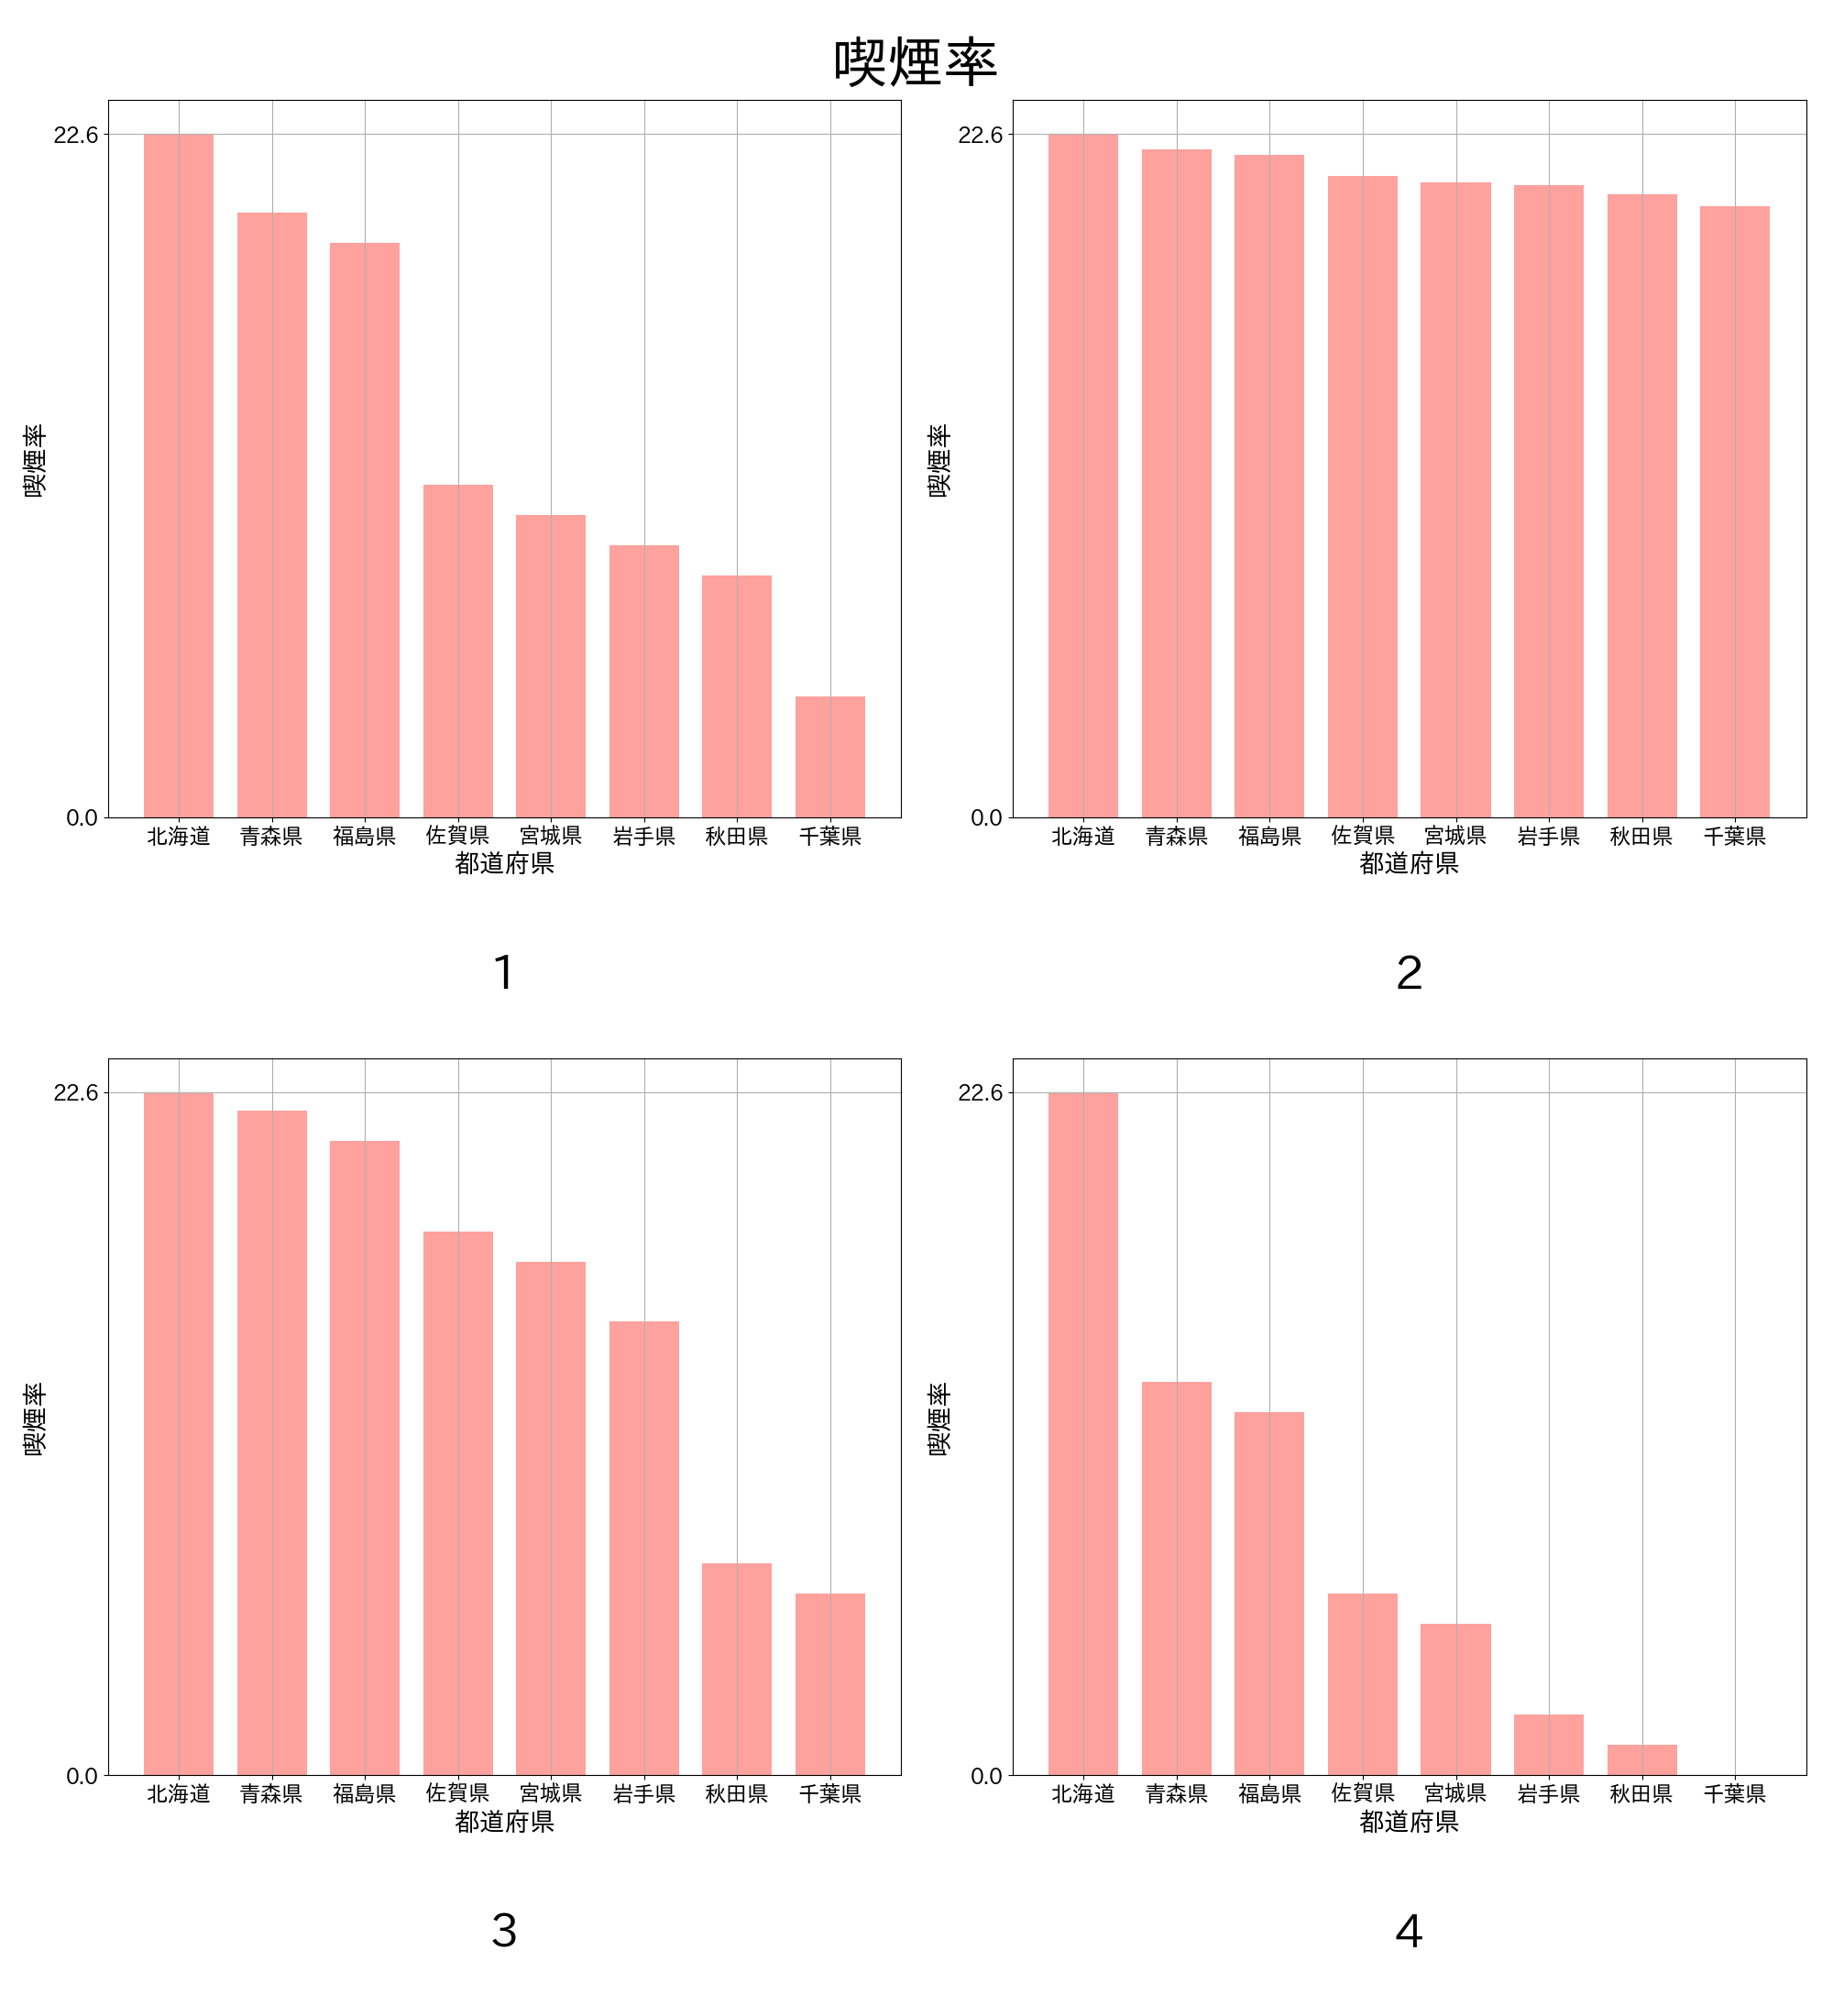 喫煙率
22.6
喫煙率
0.0
北海道 青森県 福島県 佐賀県 宮城県 岩手県 秋田県 千葉県
都道府県
1
22.6
喫煙率
0.0
北海道 青森県 福島県 佐賀県 宮城県 岩手県 秋田県 千葉県
都道府県
2
22.6
喫煙率
0.0
北海道 青森県 福島県 佐賀県 宮城県 岩手県 秋田県 千葉県
都道府県
3
22.6
喫煙率
0.0
北海道 青森県 福島県 佐賀県 宮城県 岩手県 秋田県 千葉県
都道府県
4